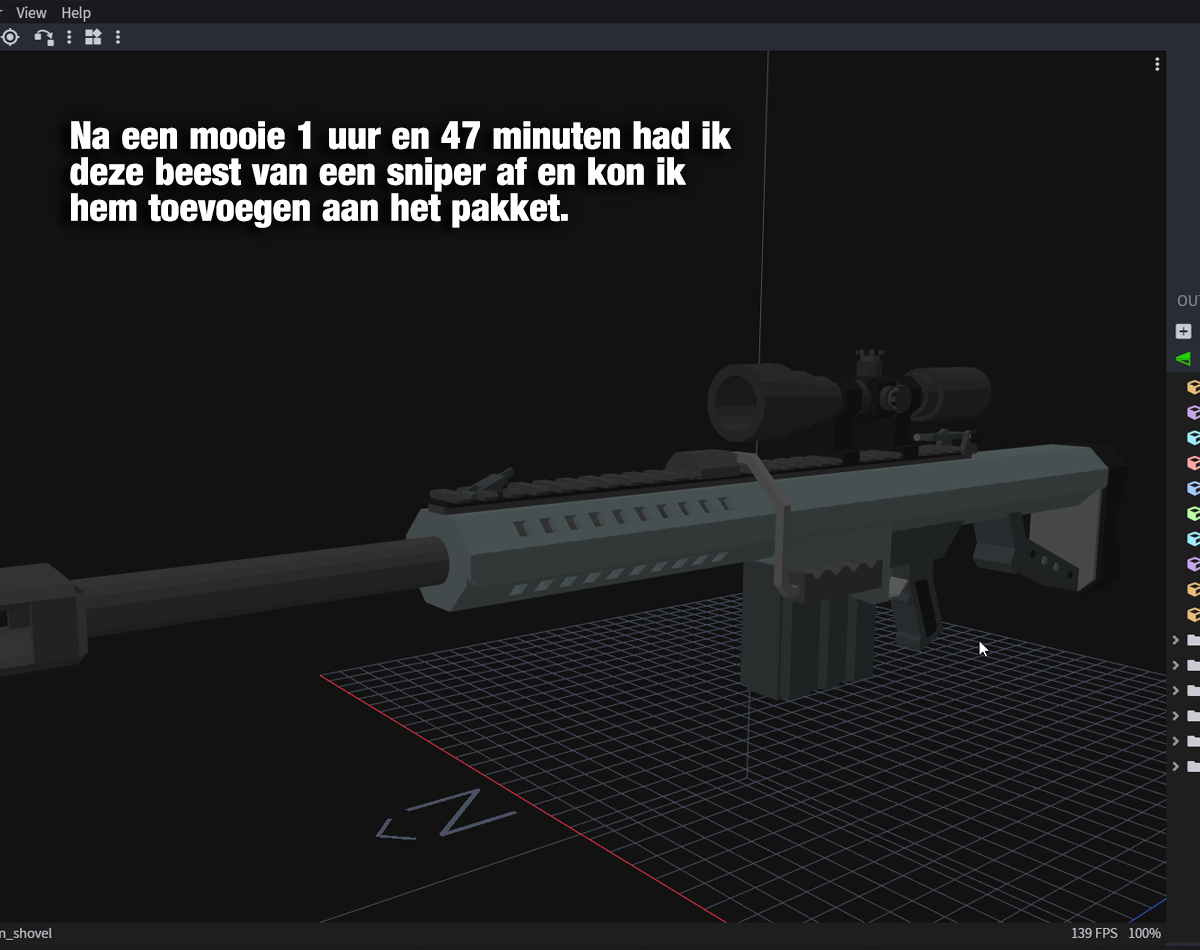 View Help
Na een mooie 1 uur en 47 minuten had ik
deze beest van een sniper af en kon ik
hem toevoegen aan het pakket.
Z
n_shovel
139 FPS 100%